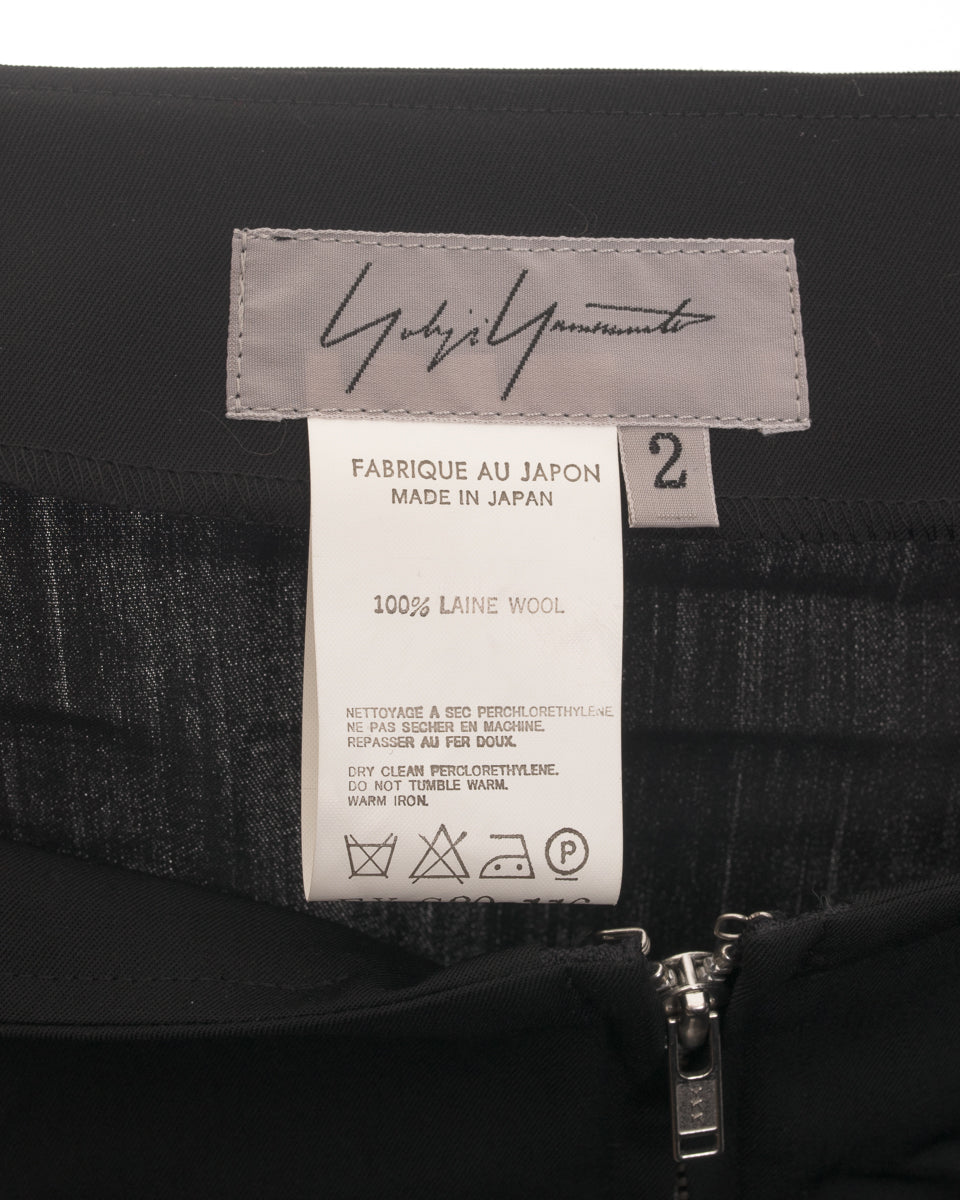 Yohji Yamamoto
2
FABRIQUE AU JAPON
MADE IN JAPAN
100% LAINE WOOL
NETTOYAGE A SEC PERCHLORETHYLENE
NE PAS SECHER EN MACHINE.
REPASSER AU FER DOUX.
DRY CLEAN PERCLORETHYLENE.
DO NOT TUMBLE WARM.
WARM IRON.
P